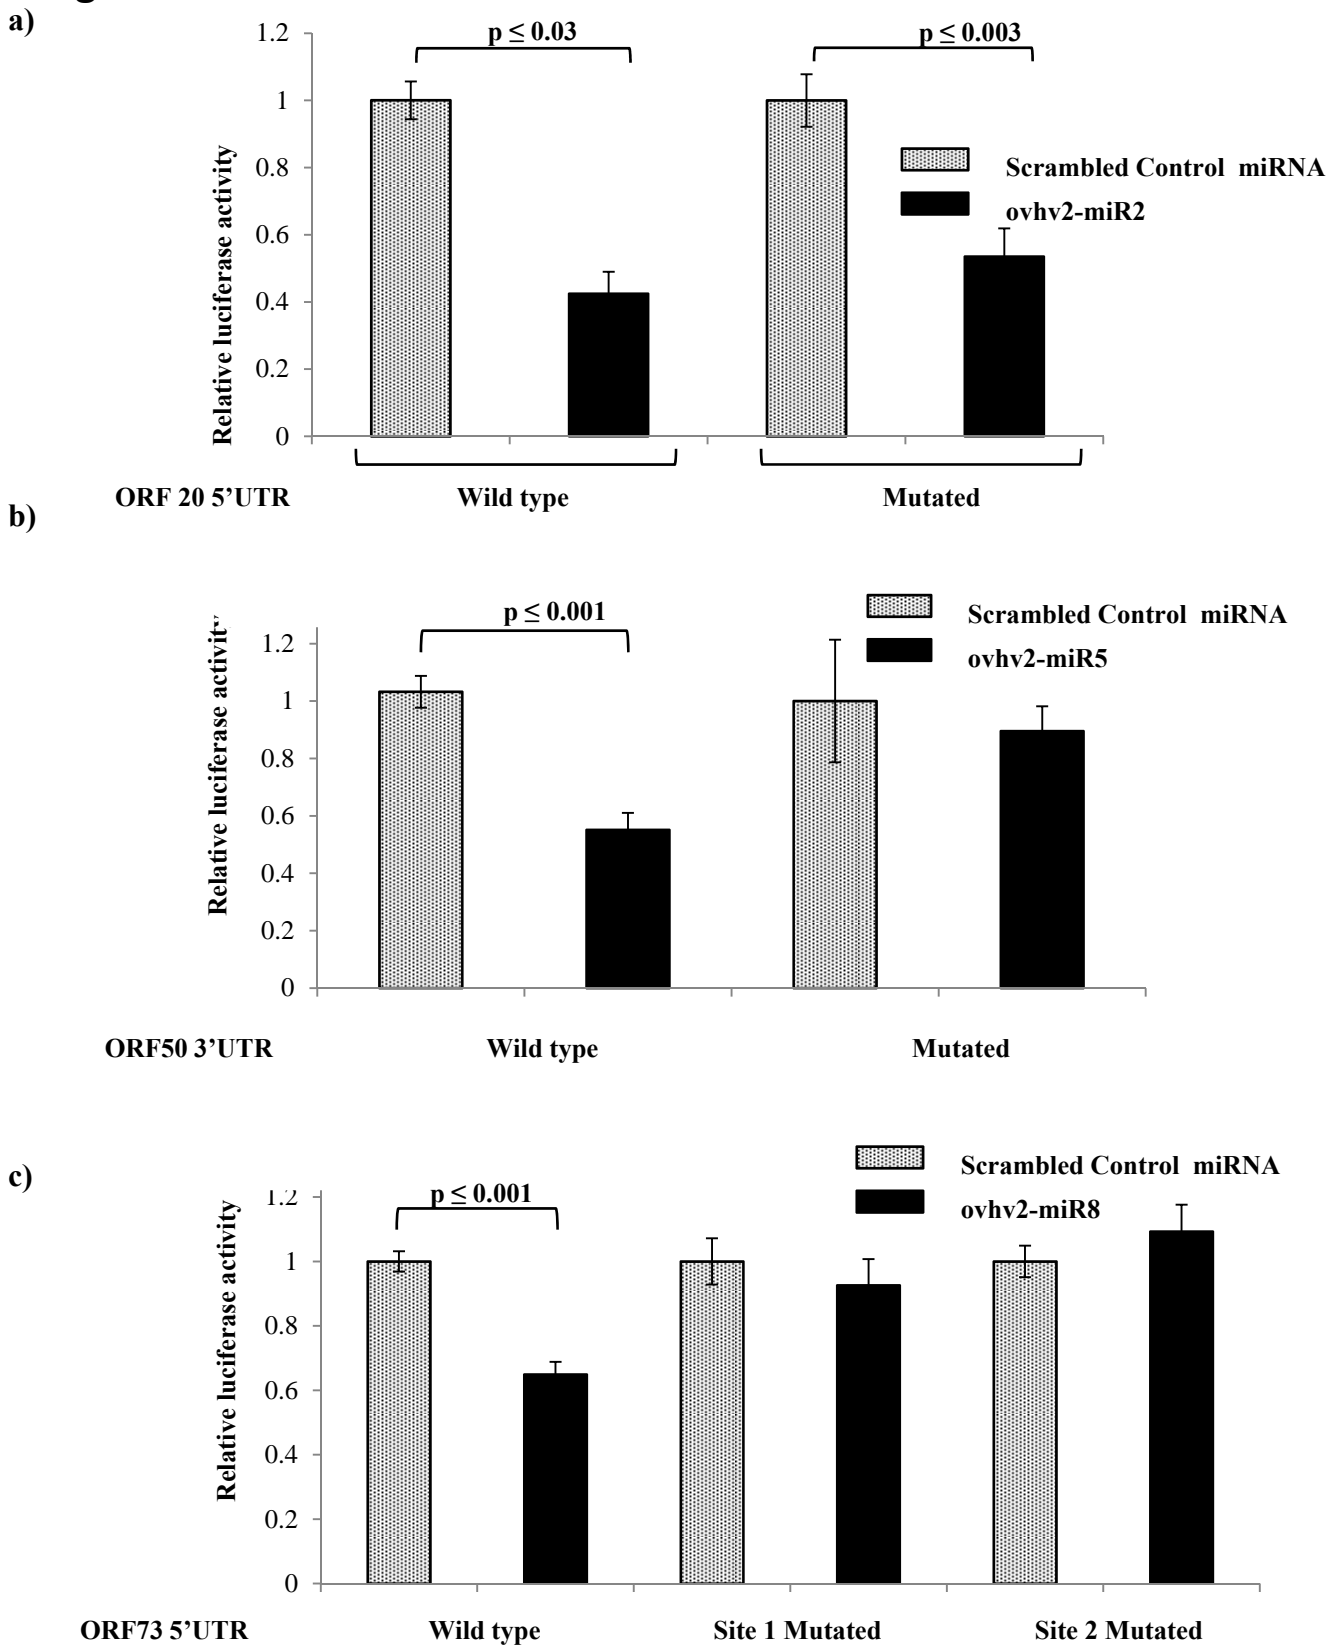 a)
1.2
1
0.8
0.6
0.4
0.2
0
Relative luciferase activity
p ≤ 0.03
p ≤ 0.003
Scrambled Control miRNA
ovhv2-miR2
ORF 20 5’UTR
Wild type
Mutated
b)
1.2
1
0.8
0.6
0.4
0.2
0
Relative luciferase activity
p ≤ 0.001
Scrambled Control miRNA
ovhv2-miR5
ORF50 3’UTR
Wild type
Mutated
c)
1.2
1
0.8
0.6
0.4
0.2
0
Relative luciferase activity
p ≤ 0.001
Scrambled Control miRNA
ovhv2-miR8
ORF73 5’UTR
Wild type
Site 1 Mutated
Site 2 Mutated